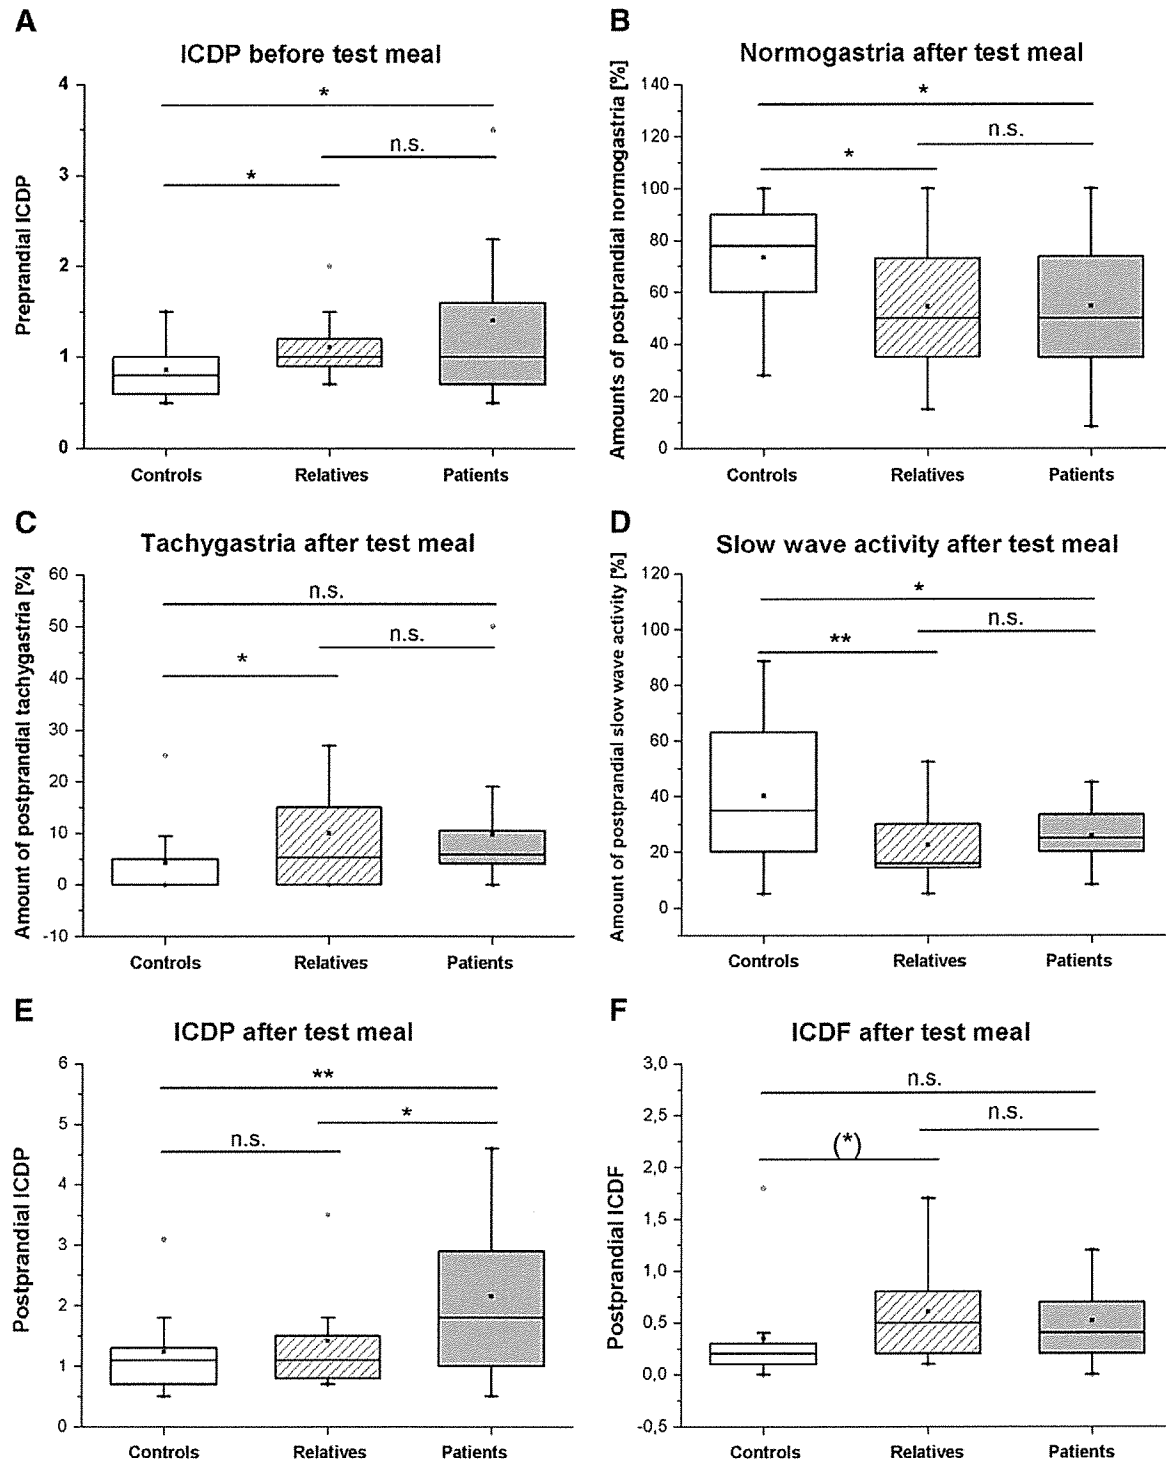 A
ICDP before test meal
Preprandial ICDP
4
3
2
1
0
*
n.s.
*
Controls
Relatives
Patients
B
Normogastria after test meal
Amounts of postprandial normogastria [%]
140
120
100
80
60
40
20
0
*
n.s.
*
Controls
Relatives
Patients
C
Tachygastria after test meal
Amount of postprandial tachygastria [%]
60
50
40
30
20
10
0
-10
n.s.
n.s.
*
Controls
Relatives
Patients
D
Slow wave activity after test meal
Amount of postprandial slow wave activity [%]
120
100
80
60
40
20
0
*
n.s.
**
Controls
Relatives
Patients
E
ICDP after test meal
Postprandial ICDP
6
5
4
3
2
1
0
**
*
n.s.
Controls
Relatives
Patients
F
ICDF after test meal
Postprandial ICDF
3,0
2,5
2,0
1,5
1,0
0,5
0,0
-0,5
n.s.
n.s.
(*)
Controls
Relatives
Patients